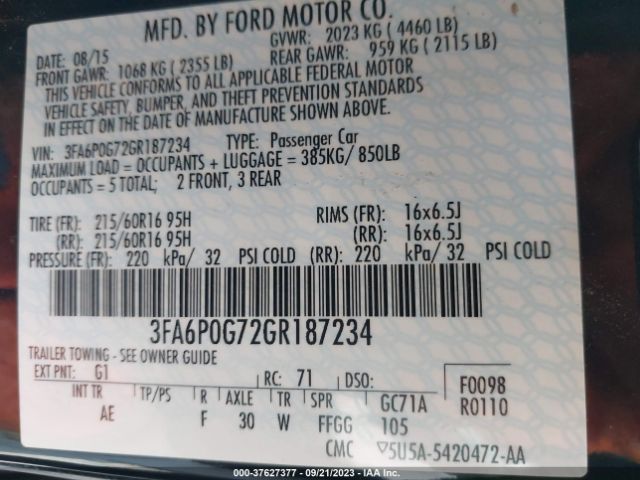 MFD. BY FORD MOTOR CO.
DATE: 08/15 GVWR: 2023 KG ( 4460 LB)
FRONT GAWR: 1068 KG ( 2355 LB) REAR GAWR: 959 KG ( 2115 LB)
THIS VEHICLE CONFORMS TO ALL APPLICABLE FEDERAL MOTOR
VEHICLE SAFETY, BUMPER, AND THEFT PREVENTION STANDARDS
IN EFFECT ON THE DATE OF MANUFACTURE SHOWN ABOVE.
VIN: 3FA6P0G72GR187234 TYPE: Passenger Car
MAXIMUM LOAD = OCCUPANTS + LUGGAGE = 385KG/ 850LB
OCCUPANTS = 5 TOTAL; 2 FRONT, 3 REAR
TIRE (FR): 215/60R16 95H RIMS (FR): 16x6.5J
(RR): 215/60R16 95H (RR): 16x6.5J
PRESSURE (FR): 220 kPa/ 32 PSI COLD (RR): 220 kPa/ 32 PSI COLD
3FA6P0G72GR187234
TRAILER TOWING - SEE OWNER GUIDE
EXT PNT: G1 RC: 71 DSO: F0098
INT TR TP/PS R AXLE TR SPR GC71A R0110
AE F 30 W FFGG 105
CMC ▽5U5A-5420472-AA
000-37627377 - 09/21/2023 - IAA Inc.